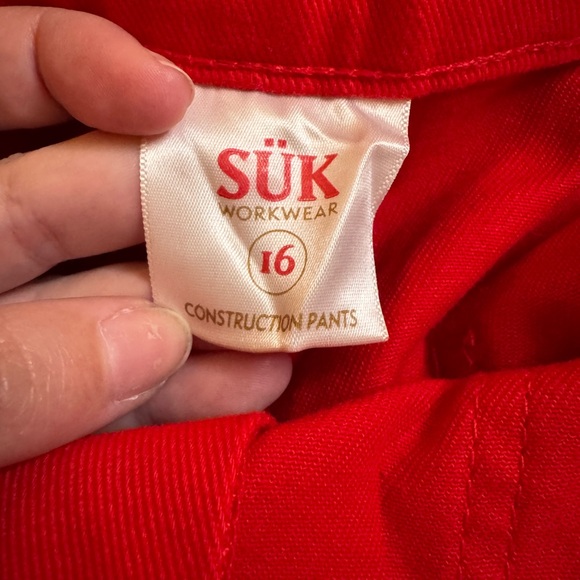 SÜK
WORKWEAR
16
CONSTRUCTION PANTS